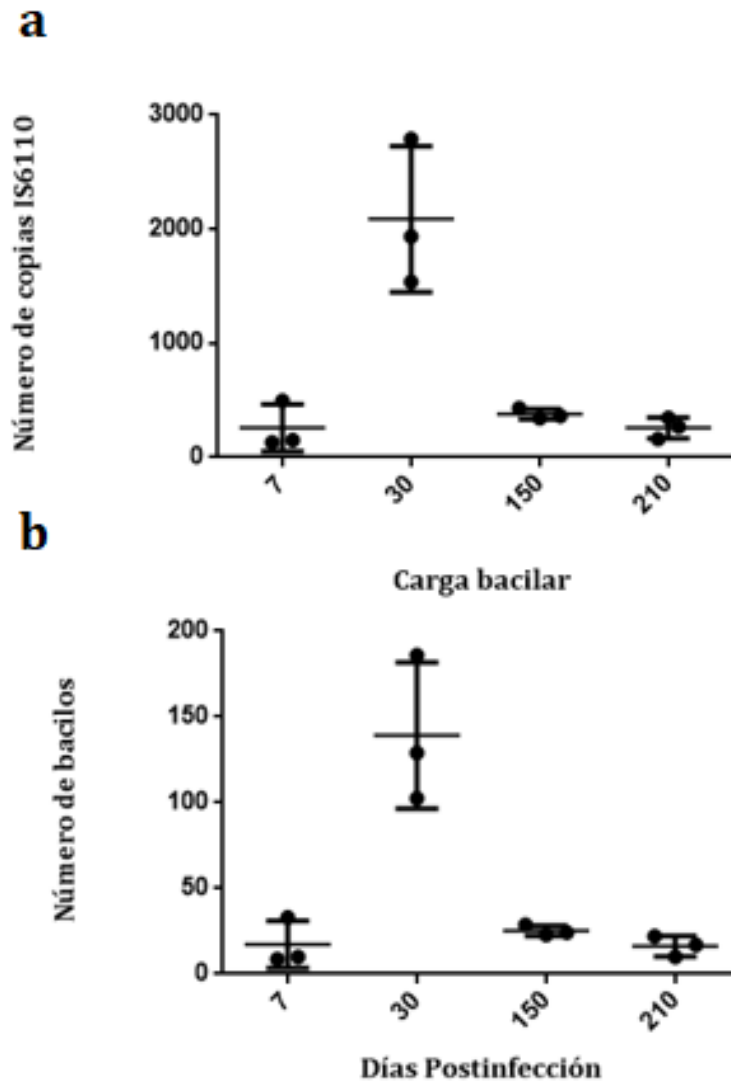 a
Número de copias IS6110
3000
2000
1000
0
7
30
150
210
b
Carga bacilar
Número de bacilos
200
150
100
50
0
7
30
150
210
Días Postinfección